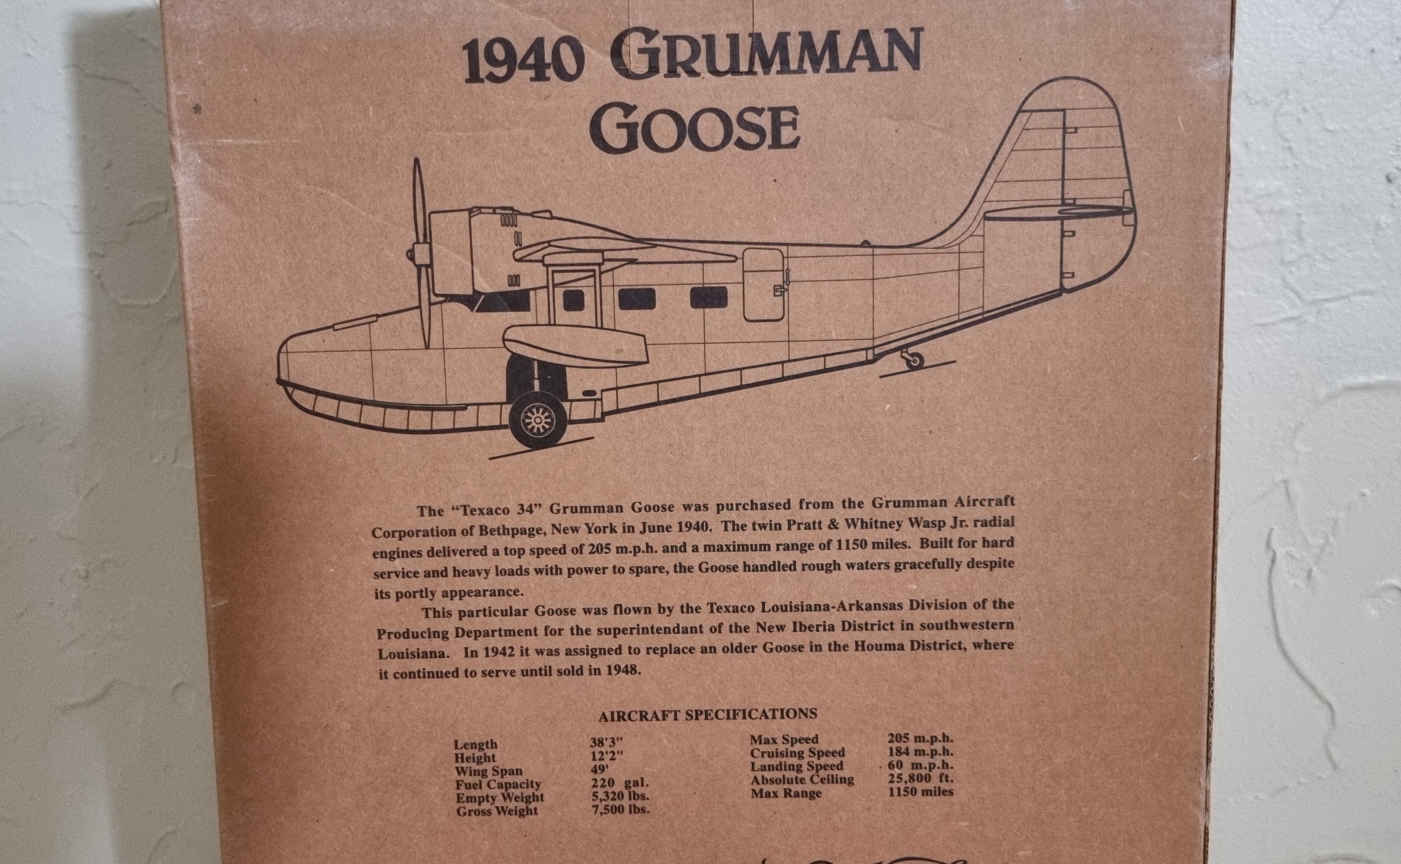 1940 GRUMMAN
GOOSE
The “Texaco 34” Grumman Goose was purchased from the Grumman Aircraft
Corporation of Bethpage, New York in June 1940. The twin Pratt & Whitney Wasp Jr. radial
engines delivered a top speed of 205 m.p.h. and a maximum range of 1150 miles. Built for hard
service and heavy loads with power to spare, the Goose handled rough waters gracefully despite
its portly appearance.
This particular Goose was flown by the Texaco Louisiana-Arkansas Division of the
Producing Department for the superintendant of the New Iberia District in southwestern
Louisiana. In 1942 it was assigned to replace an older Goose in the Houma District, where
it continued to serve until sold in 1948.
AIRCRAFT SPECIFICATIONS
Length 38'3"
Height 12'2"
Wing Span 49'
Fuel Capacity 220 gal.
Empty Weight 5,320 lbs.
Gross Weight 7,500 lbs.
Max Speed 205 m.p.h.
Cruising Speed 184 m.p.h.
Landing Speed 60 m.p.h.
Absolute Ceiling 25,800 ft.
Max Range 1150 miles